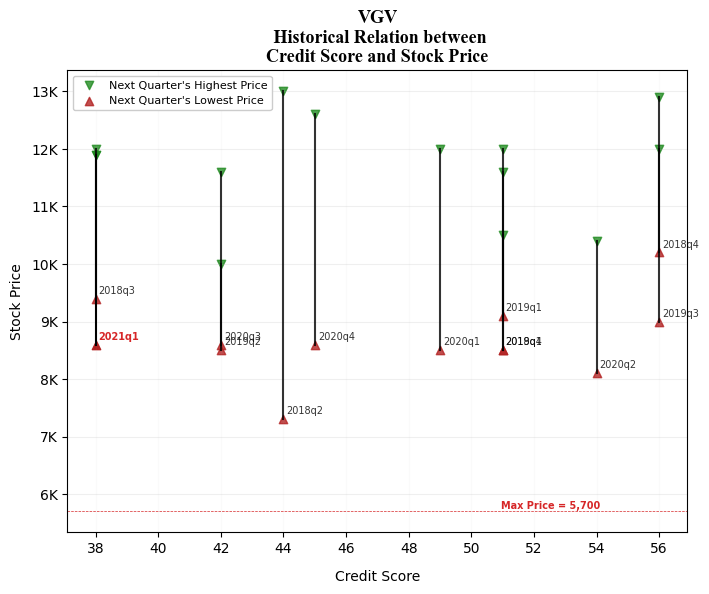 VGV
Historical Relation between
Credit Score and Stock Price
Next Quarter's Highest Price
Next Quarter's Lowest Price
13K
12K
11K
10K
9K
8K
7K
6K
Stock Price
2018q3
2021q1
2020q3
2019q2
2018q2
2020q4
2020q1
2019q1
2020q2
2018q4
2019q3
Max Price = 5,700
38
40
42
44
46
48
50
52
54
56
Credit Score